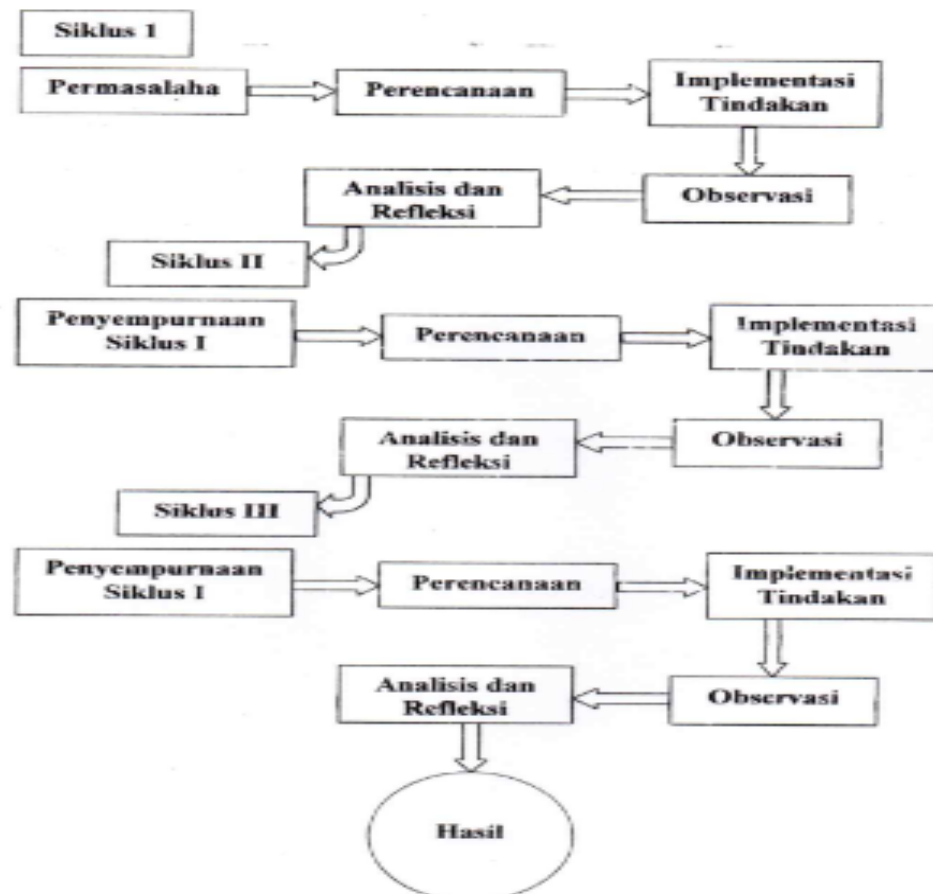 Siklus 1
Permasalaha
Perencanaan
Implementasi
Tindakan
Analisis dan
Refleksi
Observasi
Siklus II
Penyempurnaan
Siklus I
Perencanaan
Implementasi
Tindakan
Analisis dan
Refleksi
Observasi
Siklus III
Penyempurnaan
Siklus I
Perencanaan
Implementasi
Tindakan
Analisis dan
Refleksi
Observasi
Hasil